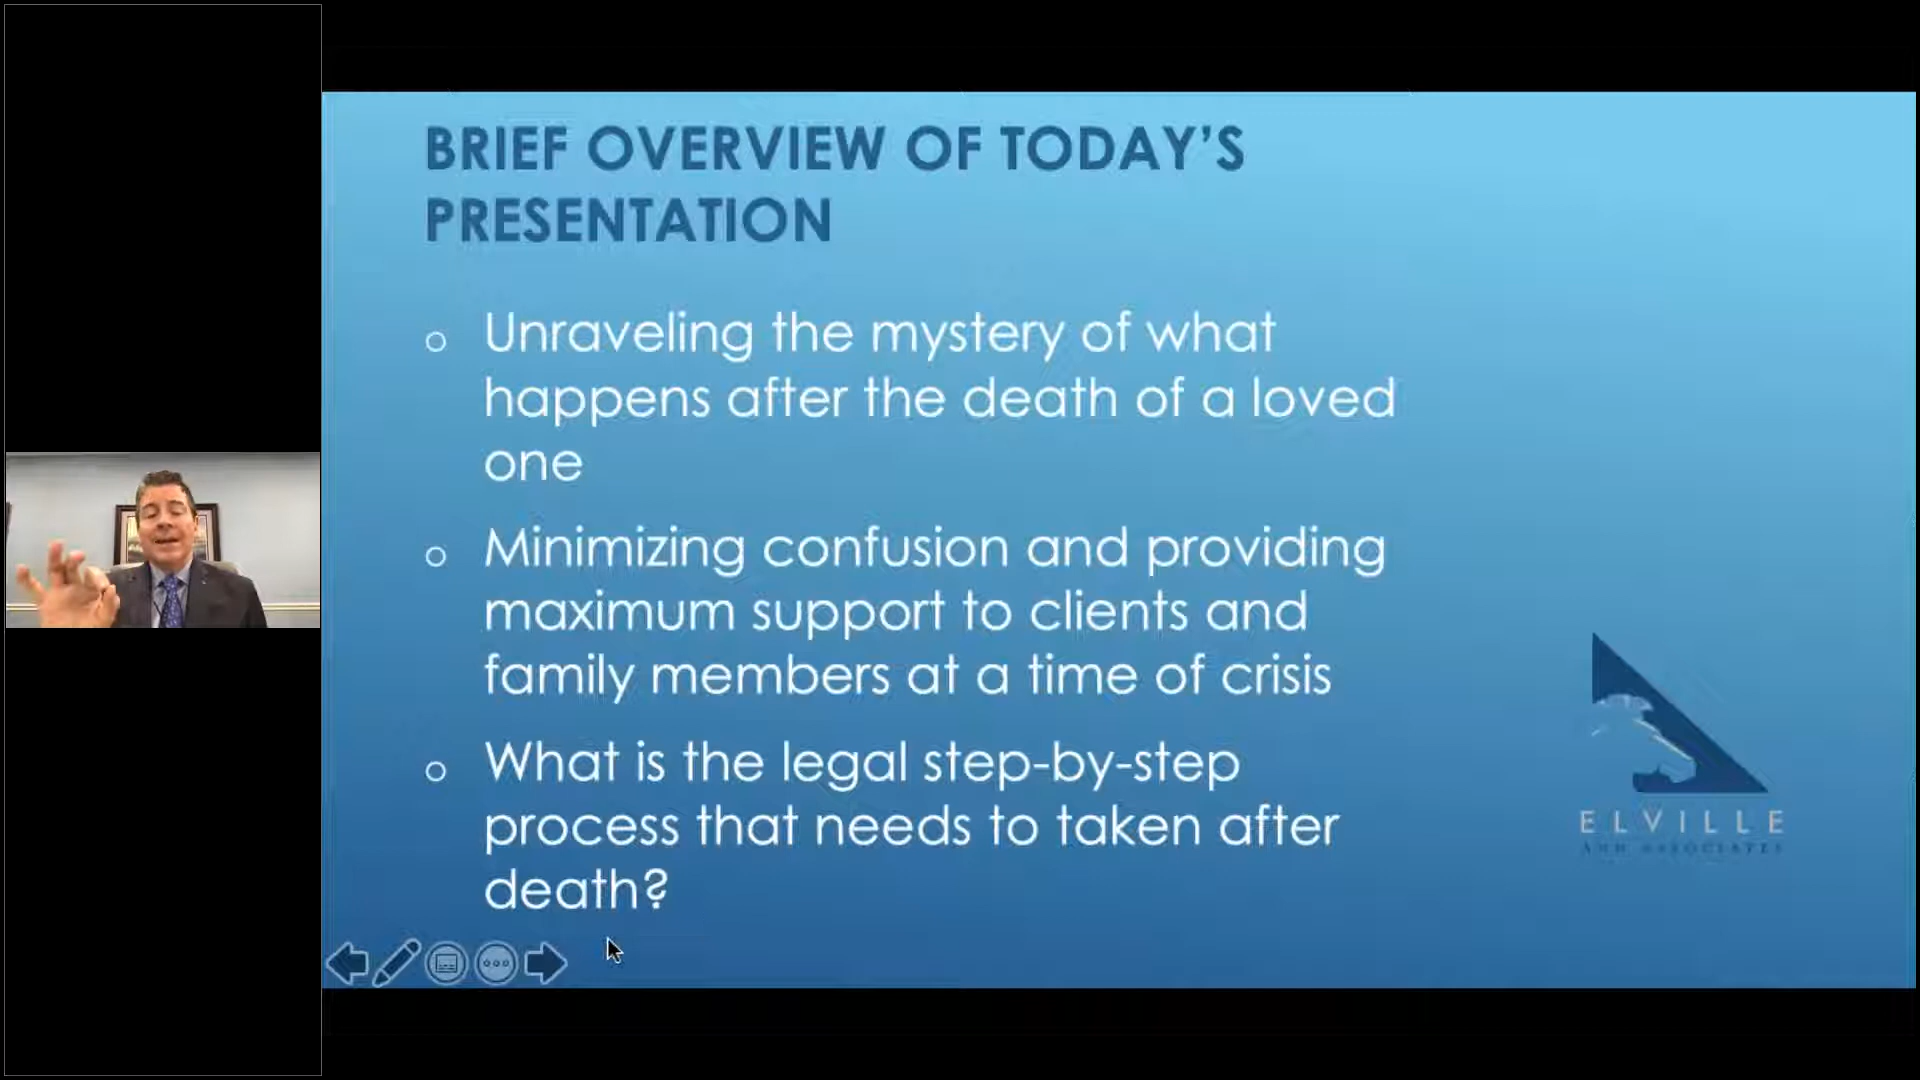 BRIEF OVERVIEW OF TODAY'S
PRESENTATION
Unraveling the mystery of what
happens after the death of a loved
one
Minimizing confusion and providing
maximum support to clients and
family members at a time of crisis
What is the legal step-by-step
process that needs to taken after
death?
ELVILLE
AND ASSOCIATES